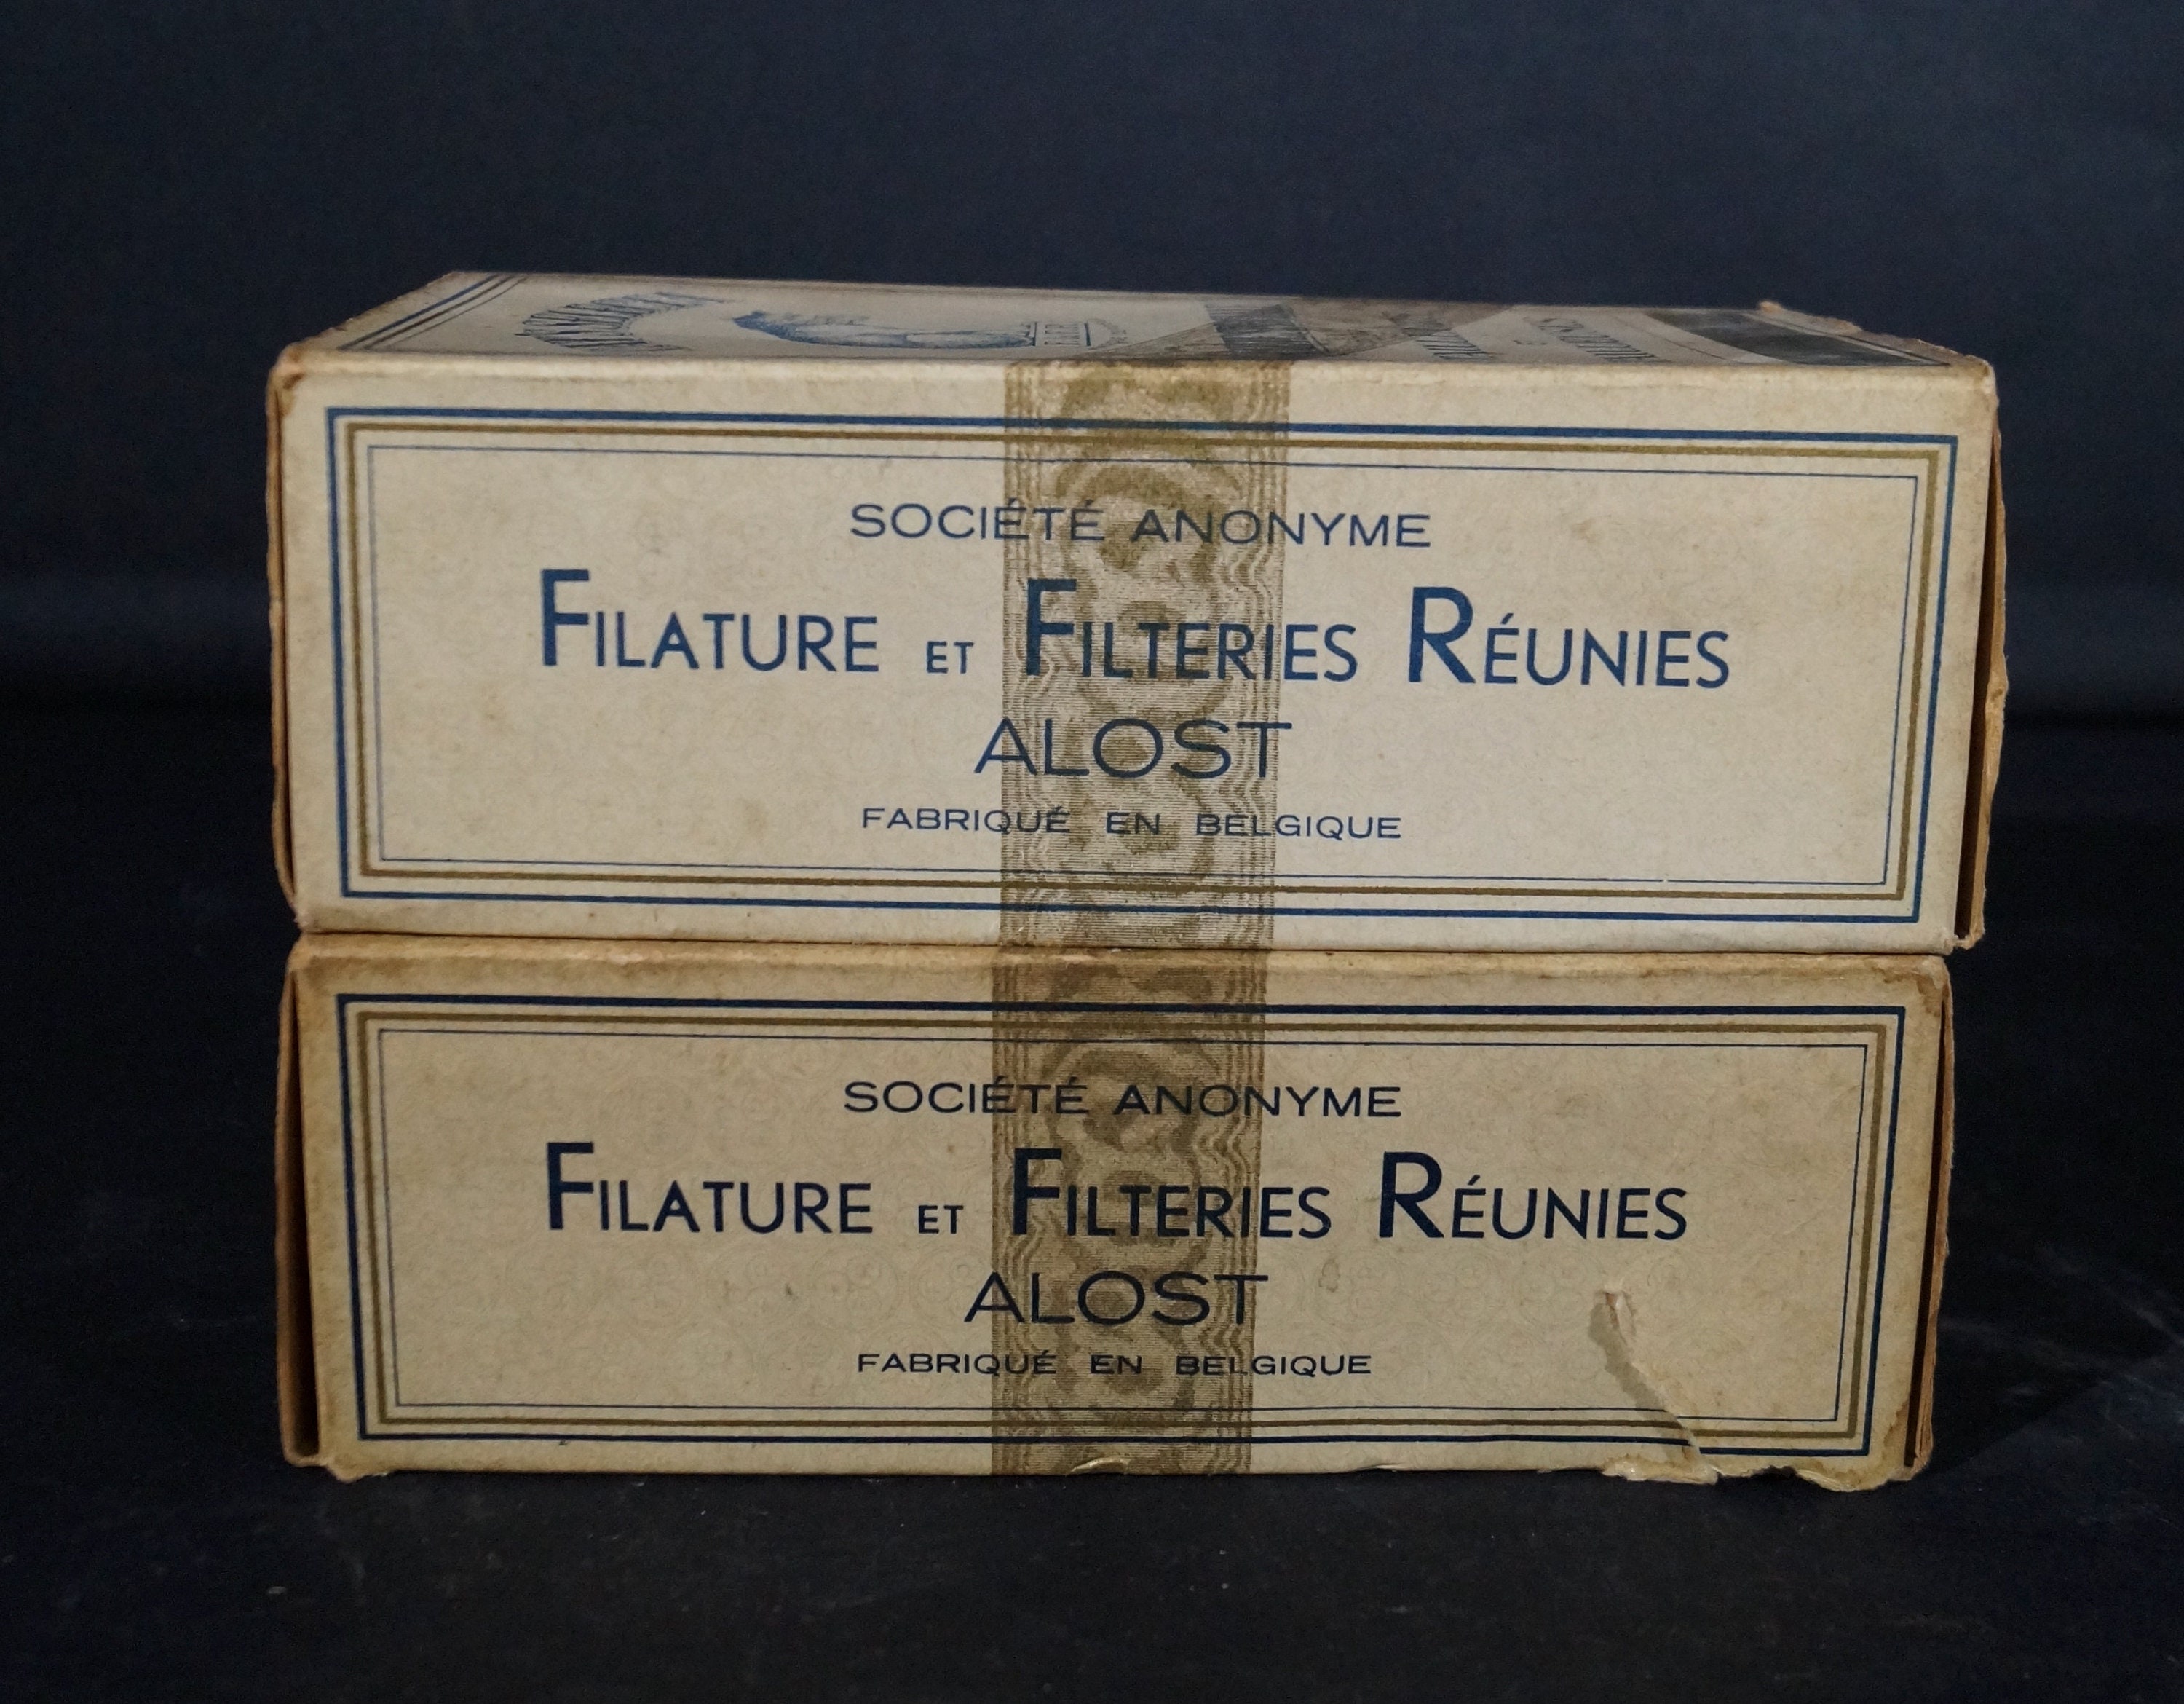 SOCIÉTÉ ANONYME
FILATURE ET FILTERIES RÉUNIES
ALOST
FABRIQUÉ EN BELGIQUE
SOCIÉTÉ ANONYME
FILATURE ET FILTERIES RÉUNIES
ALOST
FABRIQUÉ EN BELGIQUE